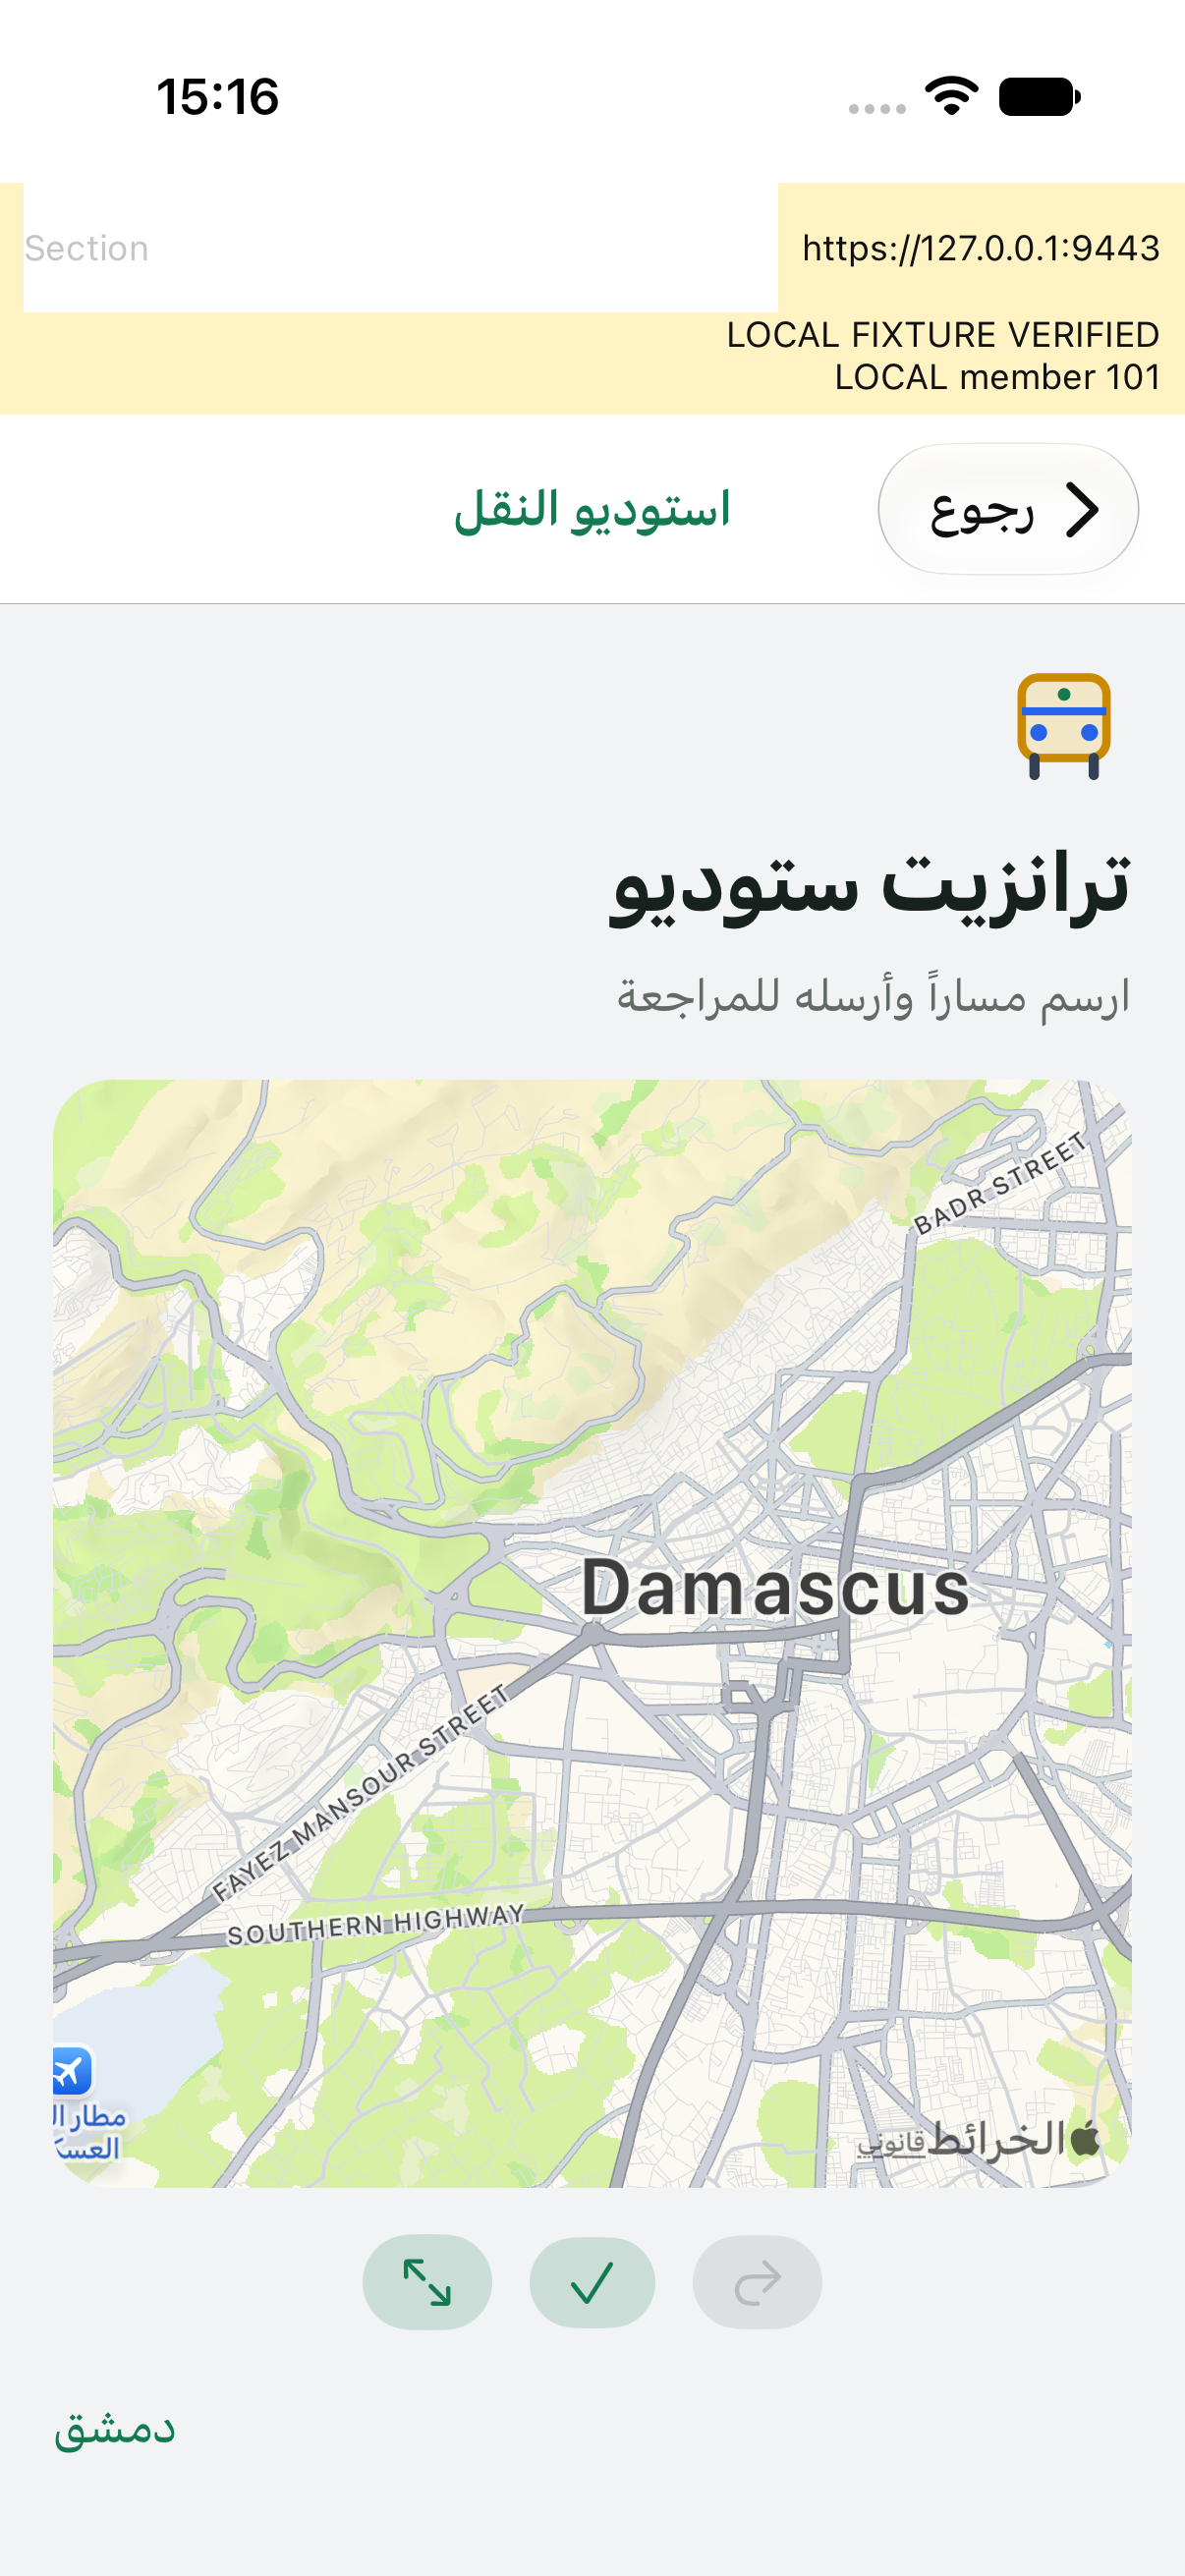 15:16
Section
https://127.0.0.1:9443
LOCAL FIXTURE VERIFIED
LOCAL member 101
رجوع
استوديو النقل
ترانزيت ستوديو
ارسم مساراً وأرسله للمراجعة
BADR STREET
Damascus
FAYEZ MANSOUR STREET
SOUTHERN HIGHWAY
مطار
الخرائط قانوني
دمشق